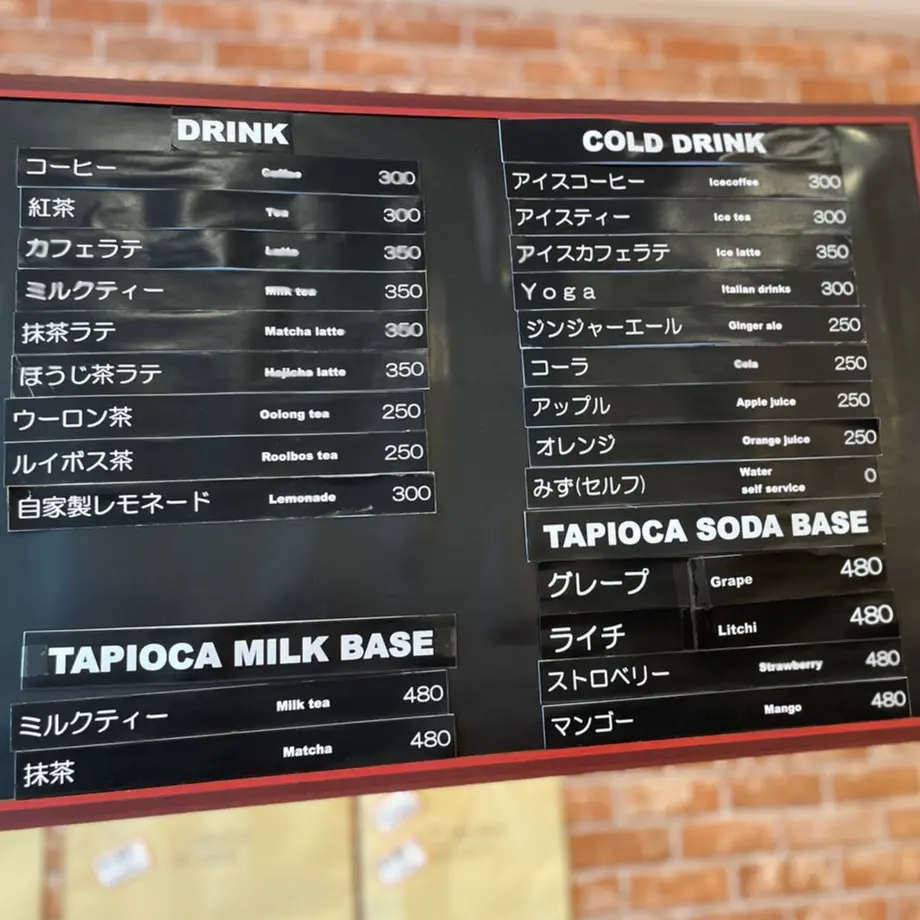 DRINK
コーヒー Coffee 300
紅茶 Tea 300
カフェラテ Latte 350
ミルクティー Milk tea 350
抹茶ラテ Matcha latte 350
ほうじ茶ラテ Hojicha latte 350
ウーロン茶 Oolong tea 250
ルイボス茶 Rooibos tea 250
自家製レモネード Lemonade 300
TAPIOCA MILK BASE
ミルクティー Milk tea 480
抹茶 Matcha 480
COLD DRINK
アイスコーヒー Icecoffee 300
アイスティー Ice tea 300
アイスカフェラテ Ice latte 350
Ｙｏｇａ Italian drinks 300
ジンジャーエール Ginger ale 250
コーラ Cola 250
アップル Apple juice 250
オレンジ Orange juice 250
みず(セルフ) Water self service 0
TAPIOCA SODA BASE
グレープ Grape 480
ライチ Litchi 480
ストロベリー Strawberry 480
マンゴー Mango 480